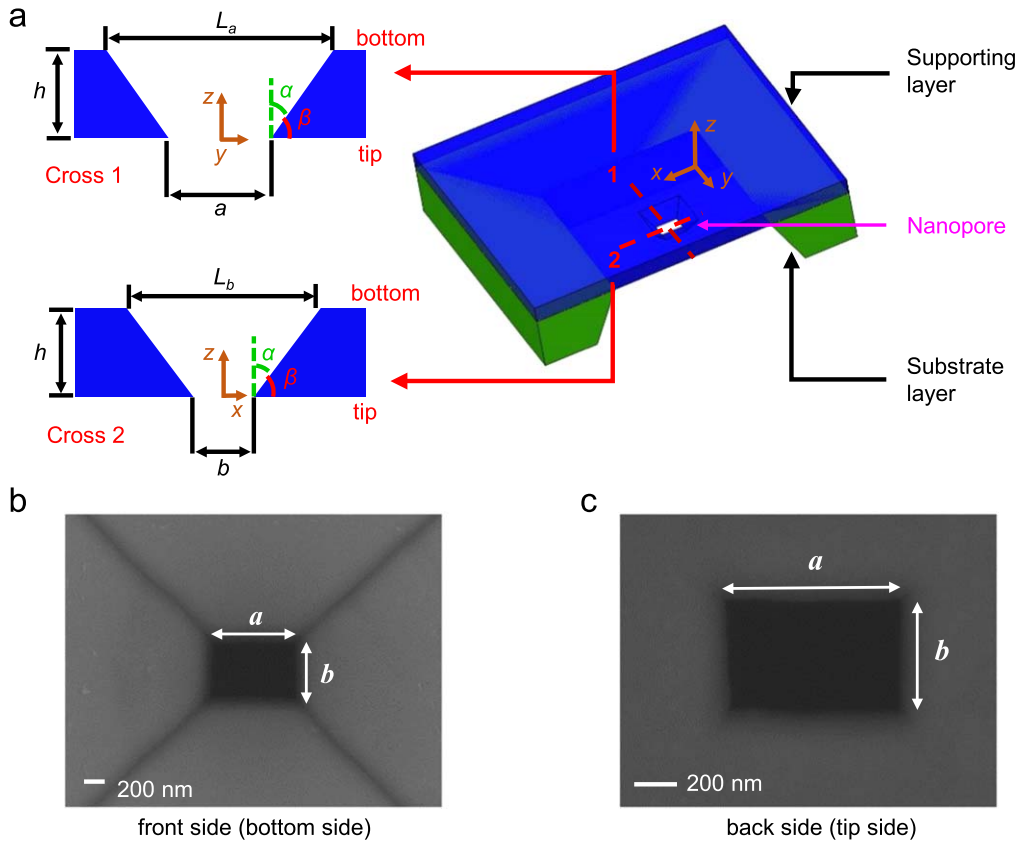 a
L_a
bottom
h
α
β
z
y
tip
Cross 1
a
Supporting
layer
z
1
x
y
Nanopore
2
L_b
bottom
h
α
β
z
x
tip
Cross 2
b
Substrate
layer
b
c
a
b
200 nm
front side (bottom side)
a
b
200 nm
back side (tip side)